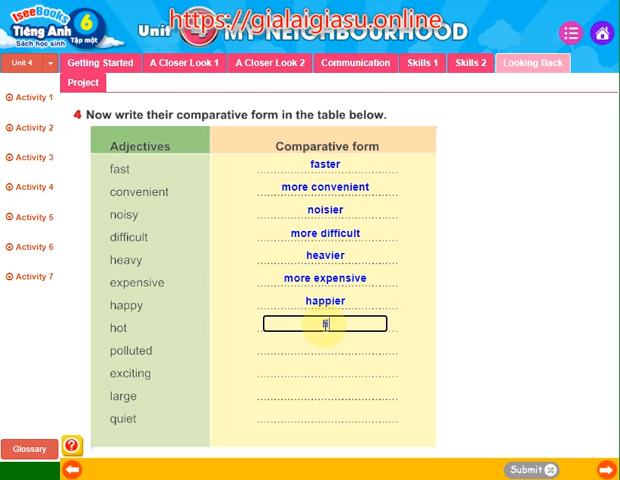 IseeBooks
Tiếng Anh 6
Sách học sinh Tập một
Unit 4 MY NEIGHBOURHOOD
https://gialaigiasu.online
Unit 4
Getting Started
A Closer Look 1
A Closer Look 2
Communication
Skills 1
Skills 2
Looking Back
Project
Activity 1
Activity 2
Activity 3
Activity 4
Activity 5
Activity 6
Activity 7
4 Now write their comparative form in the table below.
Adjectives Comparative form
fast faster
convenient more convenient
noisy noisier
difficult more difficult
heavy heavier
expensive more expensive
happy happier
hot
polluted
exciting
large
quiet
Glossary
?
Submit